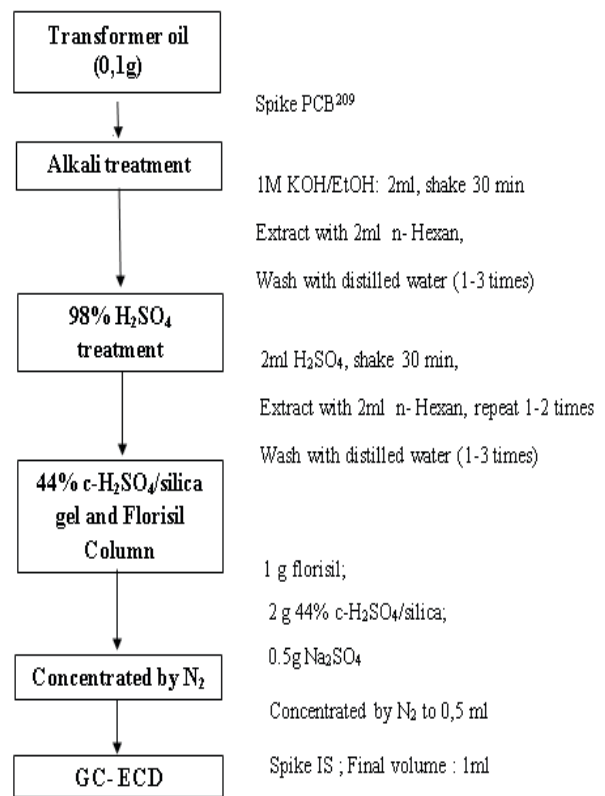 Transformer oil
(0,1g)
Spike PCB²⁰⁹
Alkali treatment
1M KOH/EtOH: 2ml, shake 30 min
Extract with 2ml n- Hexan,
Wash with distilled water (1-3 times)
98% H₂SO₄
treatment
2ml H₂SO₄, shake 30 min,
Extract with 2ml n- Hexan, repeat 1-2 times
Wash with distilled water (1-3 times)
44% c-H₂SO₄/silica
gel and Florisil
Column
1 g florisil;
2 g 44% c-H₂SO₄/silica;
0.5g Na₂SO₄
Concentrated by N₂
Concentrated by N₂ to 0,5 ml
Spike IS ; Final volume : 1ml
GC- ECD